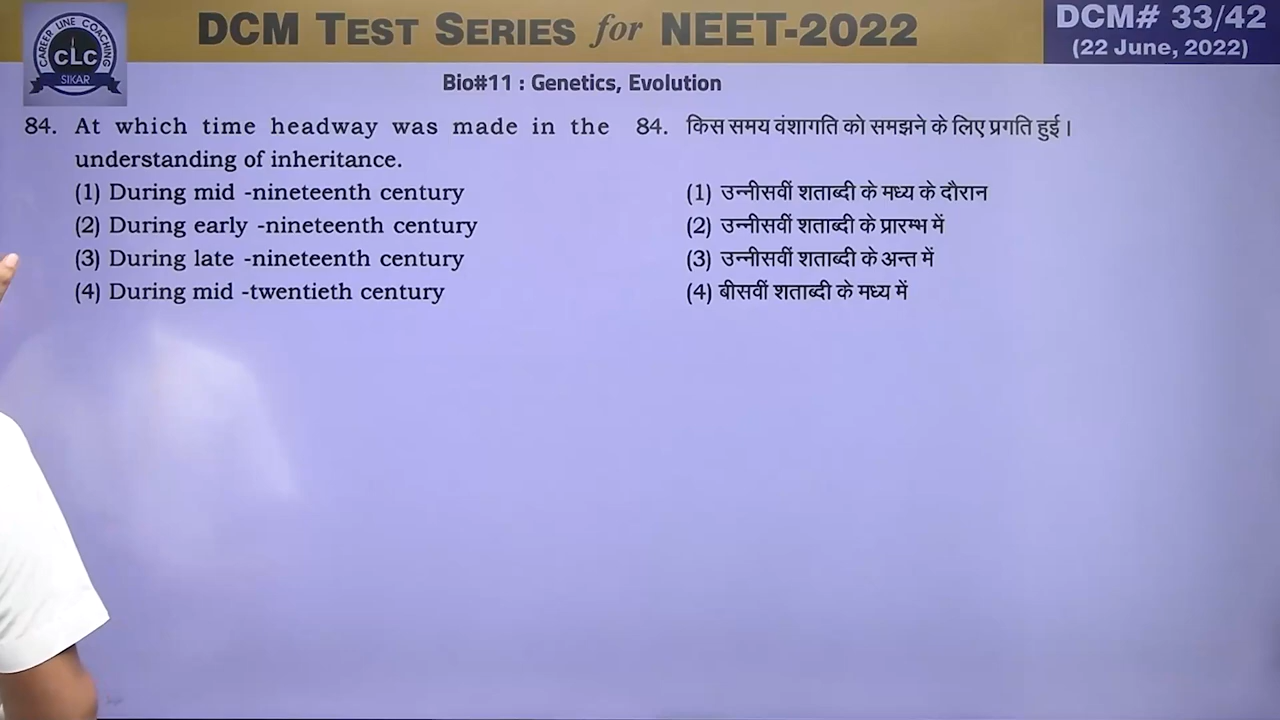 CAREER LINE COACHING
CLC
SIKAR
DCM TEST SERIES for NEET-2022
DCM# 33/42
(22 June, 2022)
Bio#11 : Genetics, Evolution
84. At which time headway was made in the
understanding of inheritance.
(1) During mid -nineteenth century
(2) During early -nineteenth century
(3) During late -nineteenth century
(4) During mid -twentieth century
84. किस समय वंशागति को समझने के लिए प्रगति हुई।
(1) उन्नीसवीं शताब्दी के मध्य के दौरान
(2) उन्नीसवीं शताब्दी के प्रारम्भ में
(3) उन्नीसवीं शताब्दी के अन्त में
(4) बीसवीं शताब्दी के मध्य में